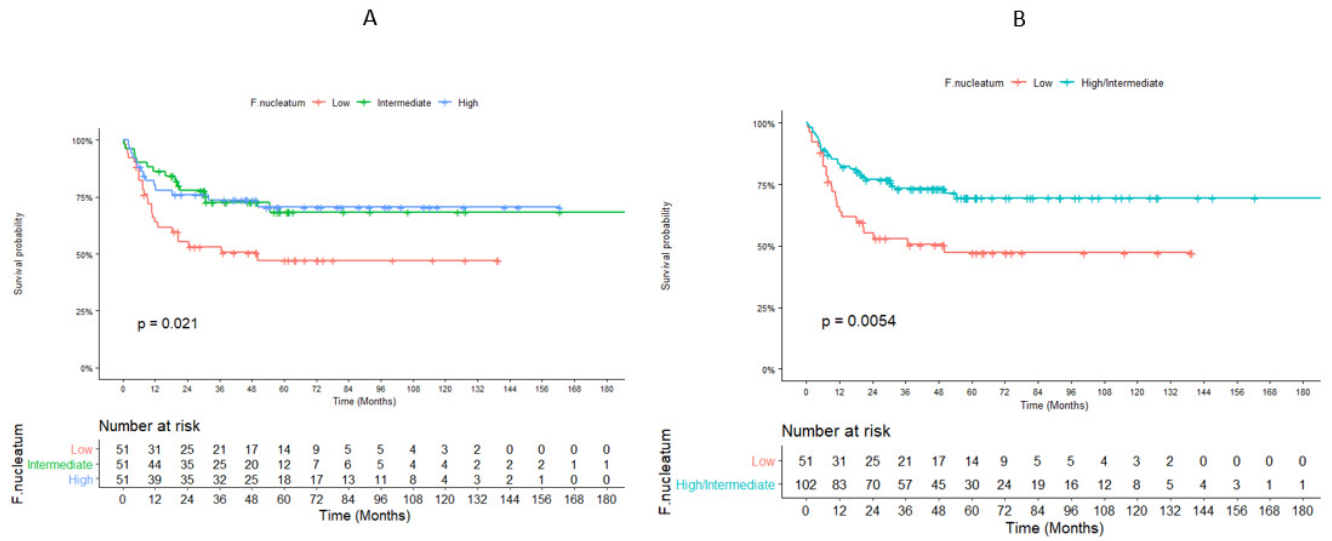 A
F.nucleatum Low Intermediate High
100%
75%
50%
25%
0%
Survival probability
p = 0.021
0 12 24 36 48 60 72 84 96 108 120 132 144 156 168 180
Time (Months)
Number at risk
F.nucleatum
Low 51 31 25 21 17 14 9 5 5 4 3 2 0 0 0 0
Intermediate 51 44 35 25 20 12 7 6 5 4 4 2 2 2 1 1
High 51 39 35 32 25 18 17 13 11 8 4 3 2 1 0 0
0 12 24 36 48 60 72 84 96 108 120 132 144 156 168 180
Time (Months)
B
F.nucleatum Low High/Intermediate
100%
75%
50%
25%
0%
Survival probability
p = 0.0054
0 12 24 36 48 60 72 84 96 108 120 132 144 156 168 180
Time (Months)
Number at risk
F.nucleatum
Low 51 31 25 21 17 14 9 5 5 4 3 2 0 0 0 0
High/Intermediate 102 83 70 57 45 30 24 19 16 12 8 5 4 3 1 1
0 12 24 36 48 60 72 84 96 108 120 132 144 156 168 180
Time (Months)